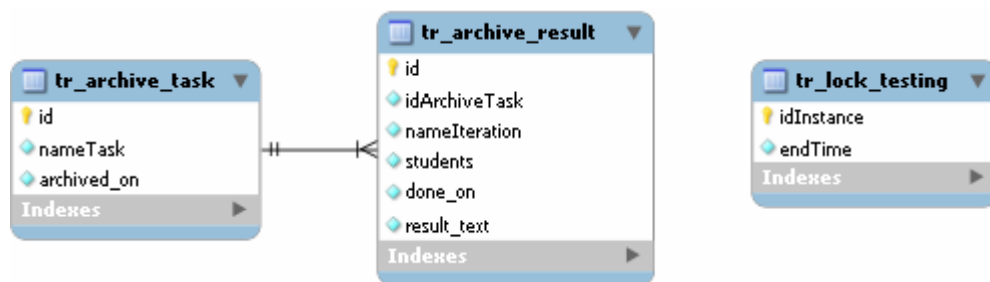 tr_archive_task
id
nameTask
archived_on
Indexes
tr_archive_result
id
idArchiveTask
nameIteration
students
done_on
result_text
Indexes
tr_lock_testing
idInstance
endTime
Indexes